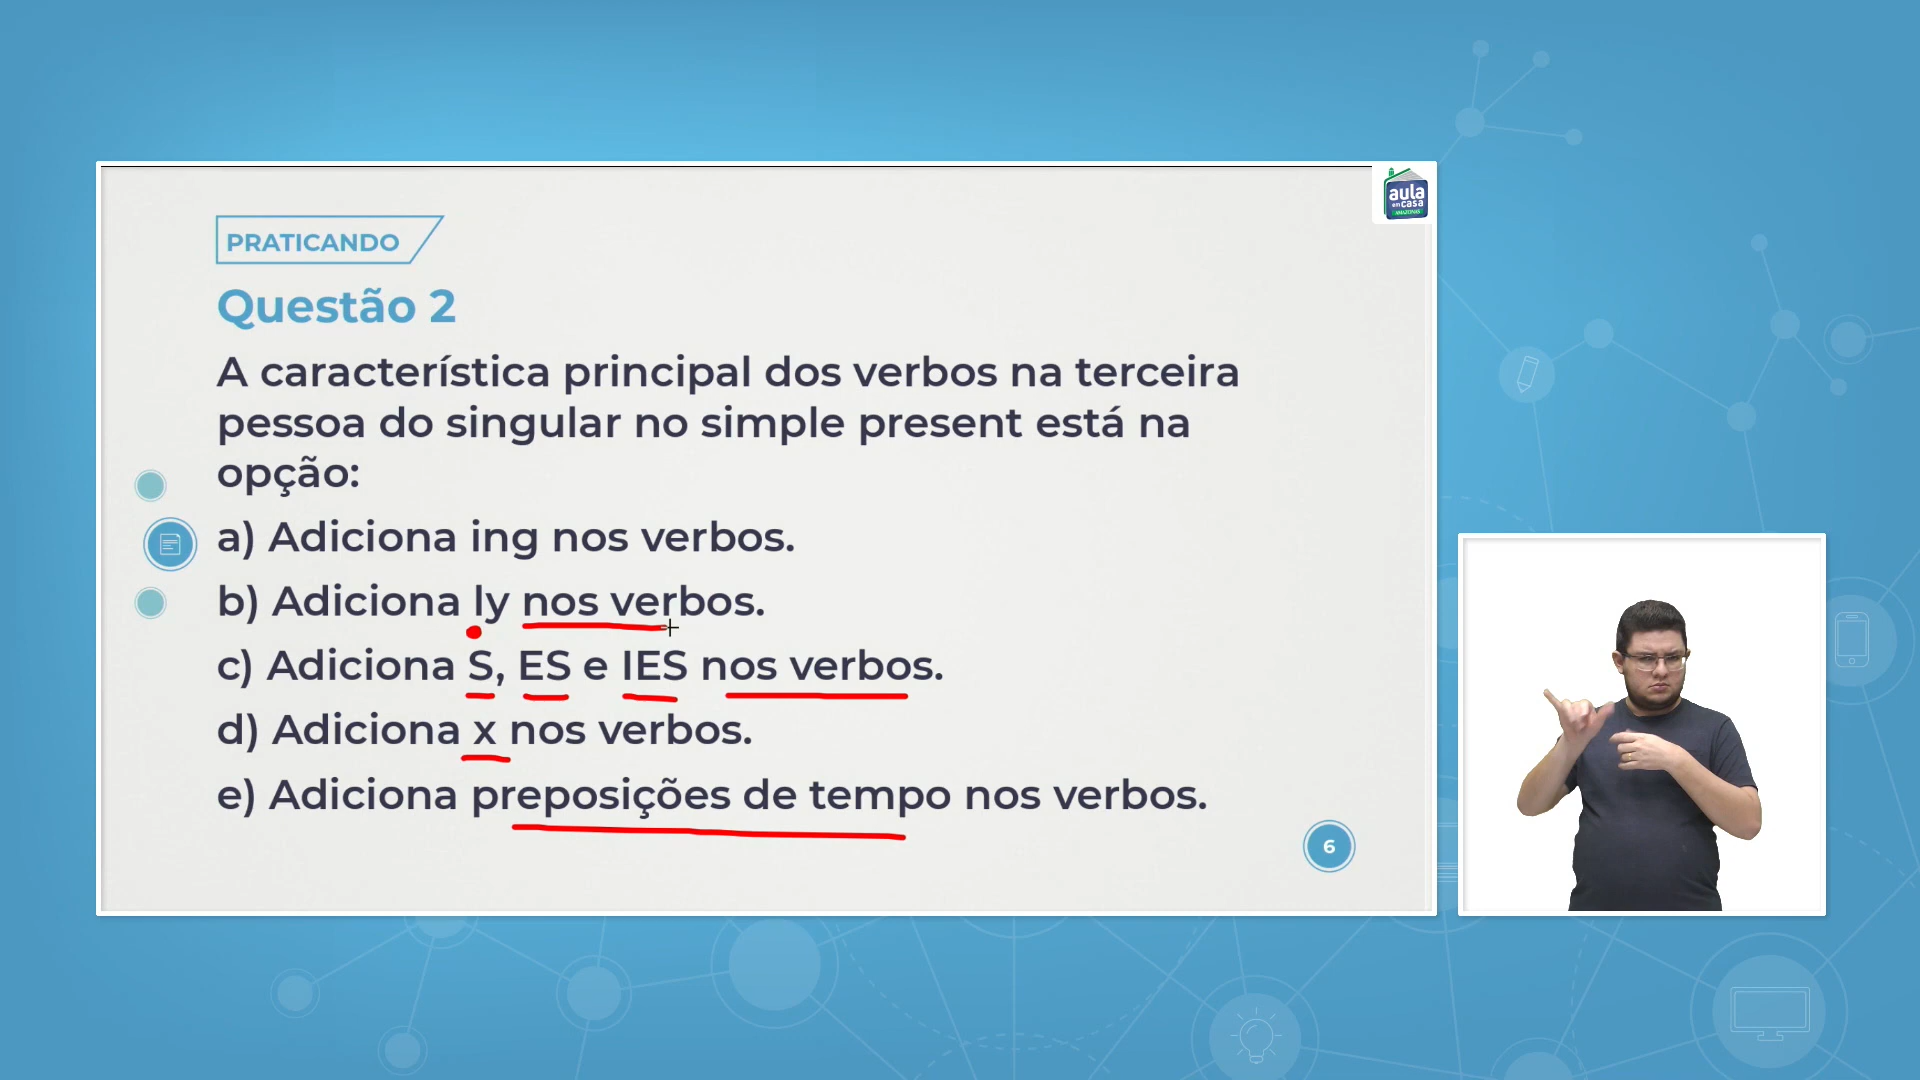 aula
em casa
AMAZONAS
PRATICANDO
Questão 2
A característica principal dos verbos na terceira
pessoa do singular no simple present está na
opção:
a) Adiciona ing nos verbos.
b) Adiciona ly nos verbos.
c) Adiciona S, ES e IES nos verbos.
d) Adiciona x nos verbos.
e) Adiciona preposições de tempo nos verbos.
6